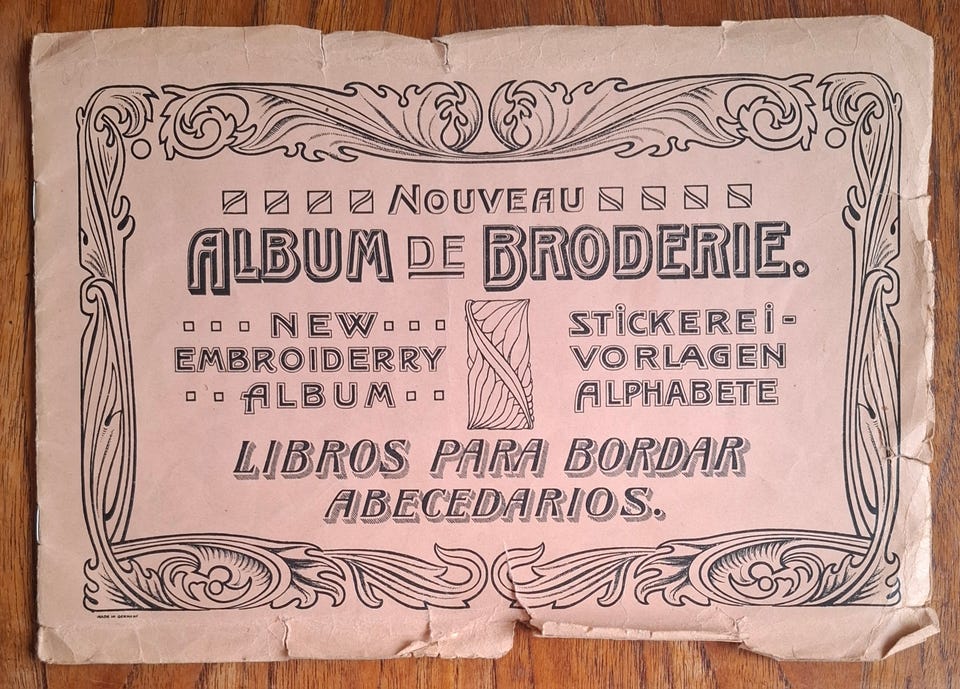 NOUVEAU
ALBUM DE BRODERIE.
NEW
EMBROIDERRY
ALBUM
STiCKEREi-
VORLAGEN
ALPHABETE
LIBROS PARA BORDAR
ABECEDARIOS.
MADE IN GERMANY